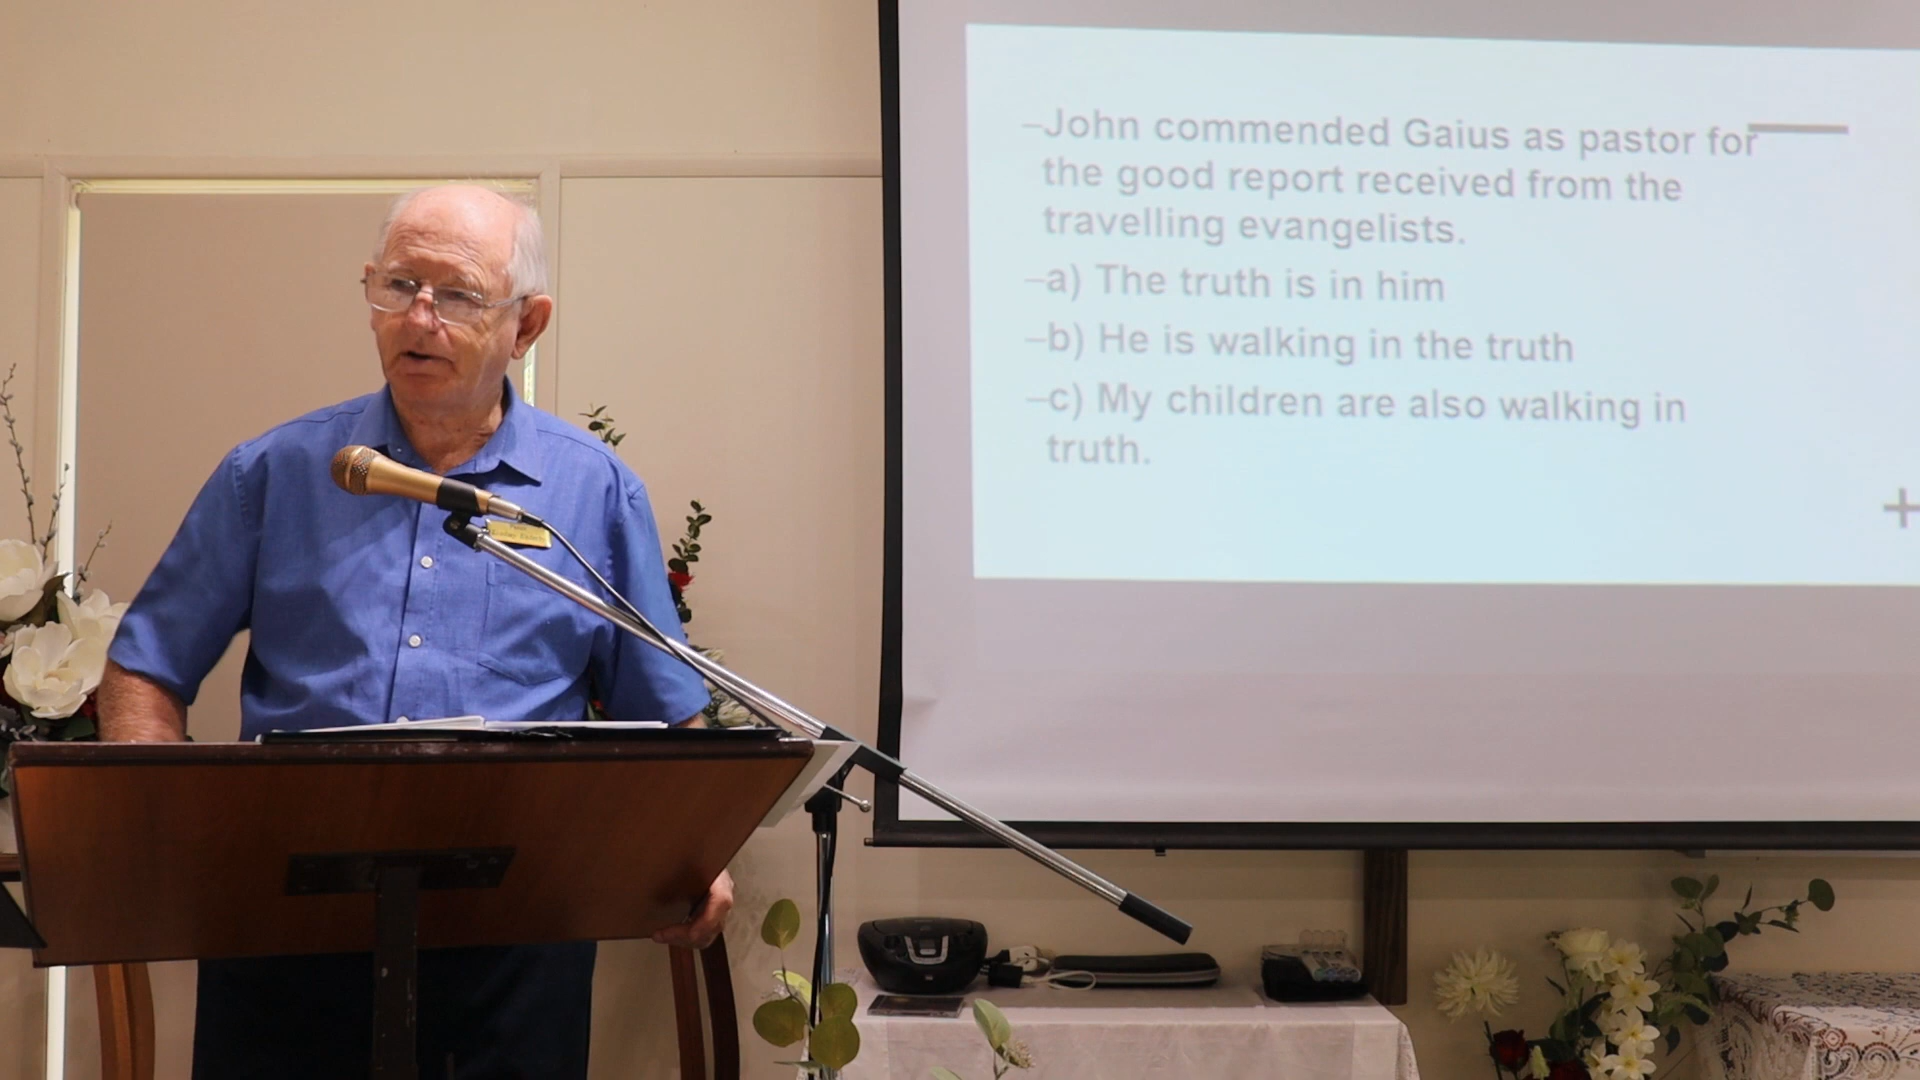 –John commended Gaius as pastor for
the good report received from the
travelling evangelists.
–a) The truth is in him
–b) He is walking in the truth
–c) My children are also walking in
truth.